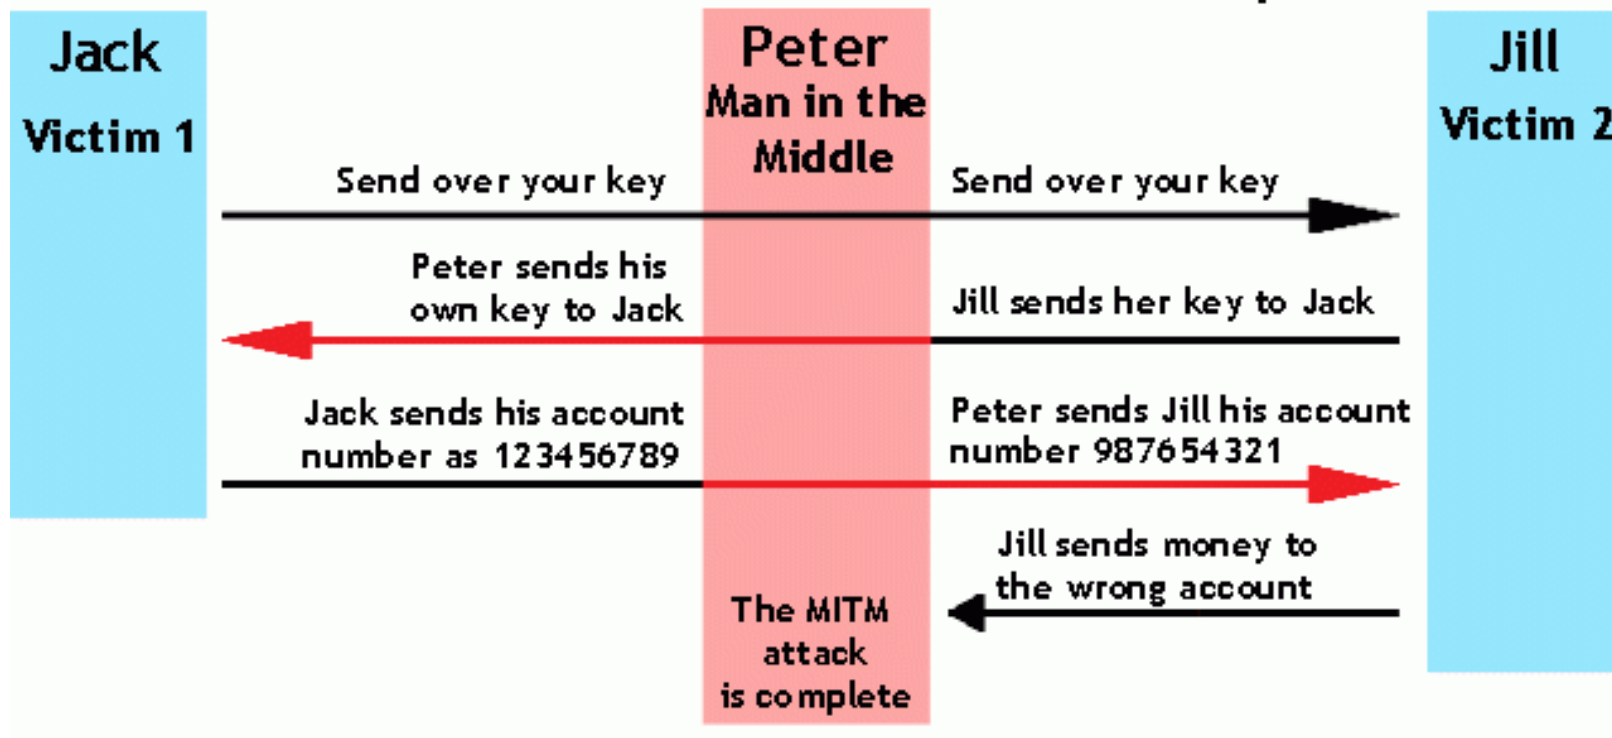 Jack
Victim 1
Peter
Man in the
Middle
Jill
Victim 2
Send over your key
Send over your key
Peter sends his
own key to Jack
Jill sends her key to Jack
Jack sends his account
number as 123456789
Peter sends Jill his account
number 987654321
Jill sends money to
the wrong account
The MITM
attack
is complete